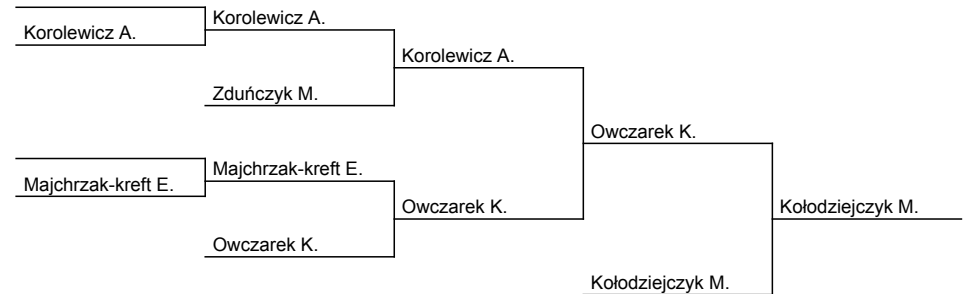 Korolewicz A.
Korolewicz A.
Korolewicz A.
Zduńczyk M.
Owczarek K.
Majchrzak-kreft E.
Majchrzak-kreft E.
Owczarek K.
Kołodziejczyk M.
Owczarek K.
Kołodziejczyk M.